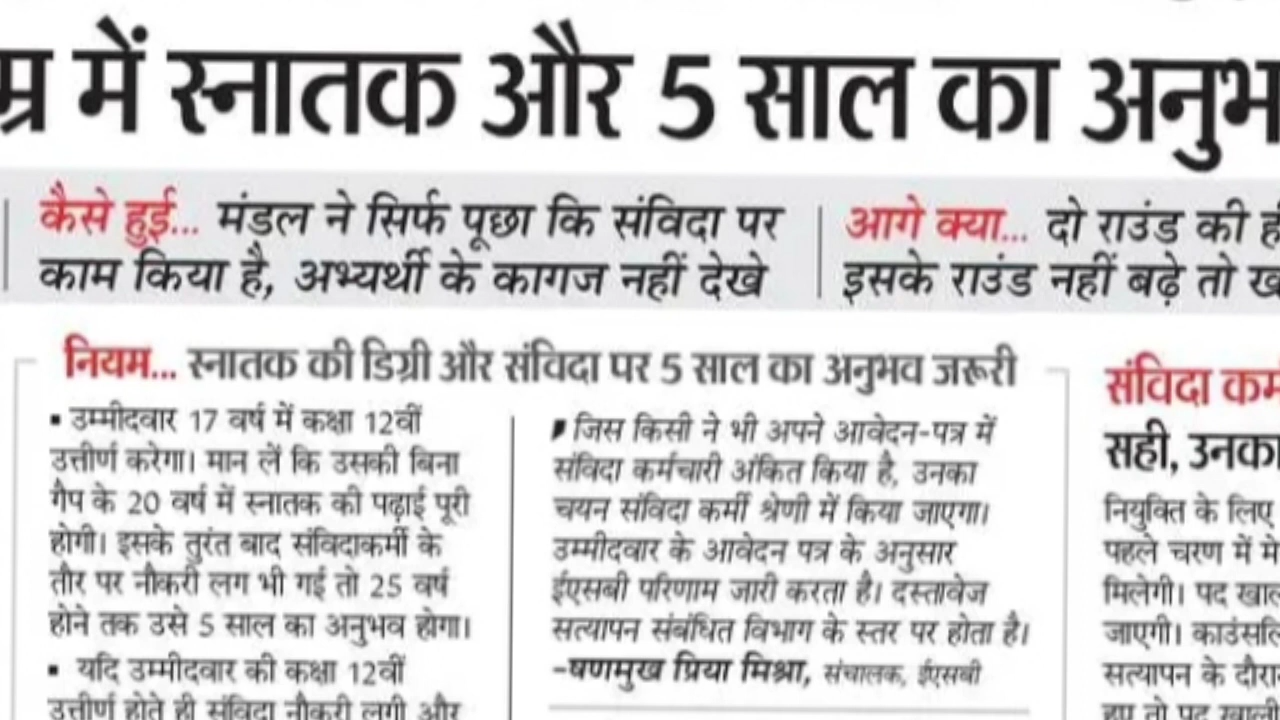 में स्नातक और 5 साल का
कैसे हुई... मंडल ने सिर्फ पूछा कि संविदा पर
काम किया है, अभ्यर्थी के कागज नहीं देखे
आगे क्या... दो राउंड की
इसके राउंड नहीं बढ़े तो
नियम... स्नातक की डिग्री और संविदा पर 5 साल का अनुभव जरूरी
▪ उम्मीदवार 17 वर्ष में कक्षा 12वीं
उत्तीर्ण करेगा। मान लें कि उसकी बिना
गैप के 20 वर्ष में स्नातक की पढ़ाई पूरी
होगी। इसके तुरंत बाद संविदाकर्मी के
तौर पर नौकरी लग भी गई तो 25 वर्ष
होने तक उसे 5 साल का अनुभव होगा।
▪ यदि उम्मीदवार की कक्षा 12वीं
उत्तीर्ण होते ही संविदा नौकरी लगी और
▪ जिस किसी ने भी अपने आवेदन-पत्र में
संविदा कर्मचारी अंकित किया है, उनका
चयन संविदा कर्मी श्रेणी में किया जाएगा।
उम्मीदवार के आवेदन पत्र के अनुसार
ईएसबी परिणाम जारी करता है। दस्तावेज
सत्यापन संबंधित विभाग के स्तर पर होता है।
-षणमुख प्रिया मिश्रा, संचालक, ईएसबी
संविदा
सही, उनका
नियुक्ति के लिए
पहले चरण में
मिलेगी। पद
जाएगी।
सत्यापन के
हुए तो पद खाली